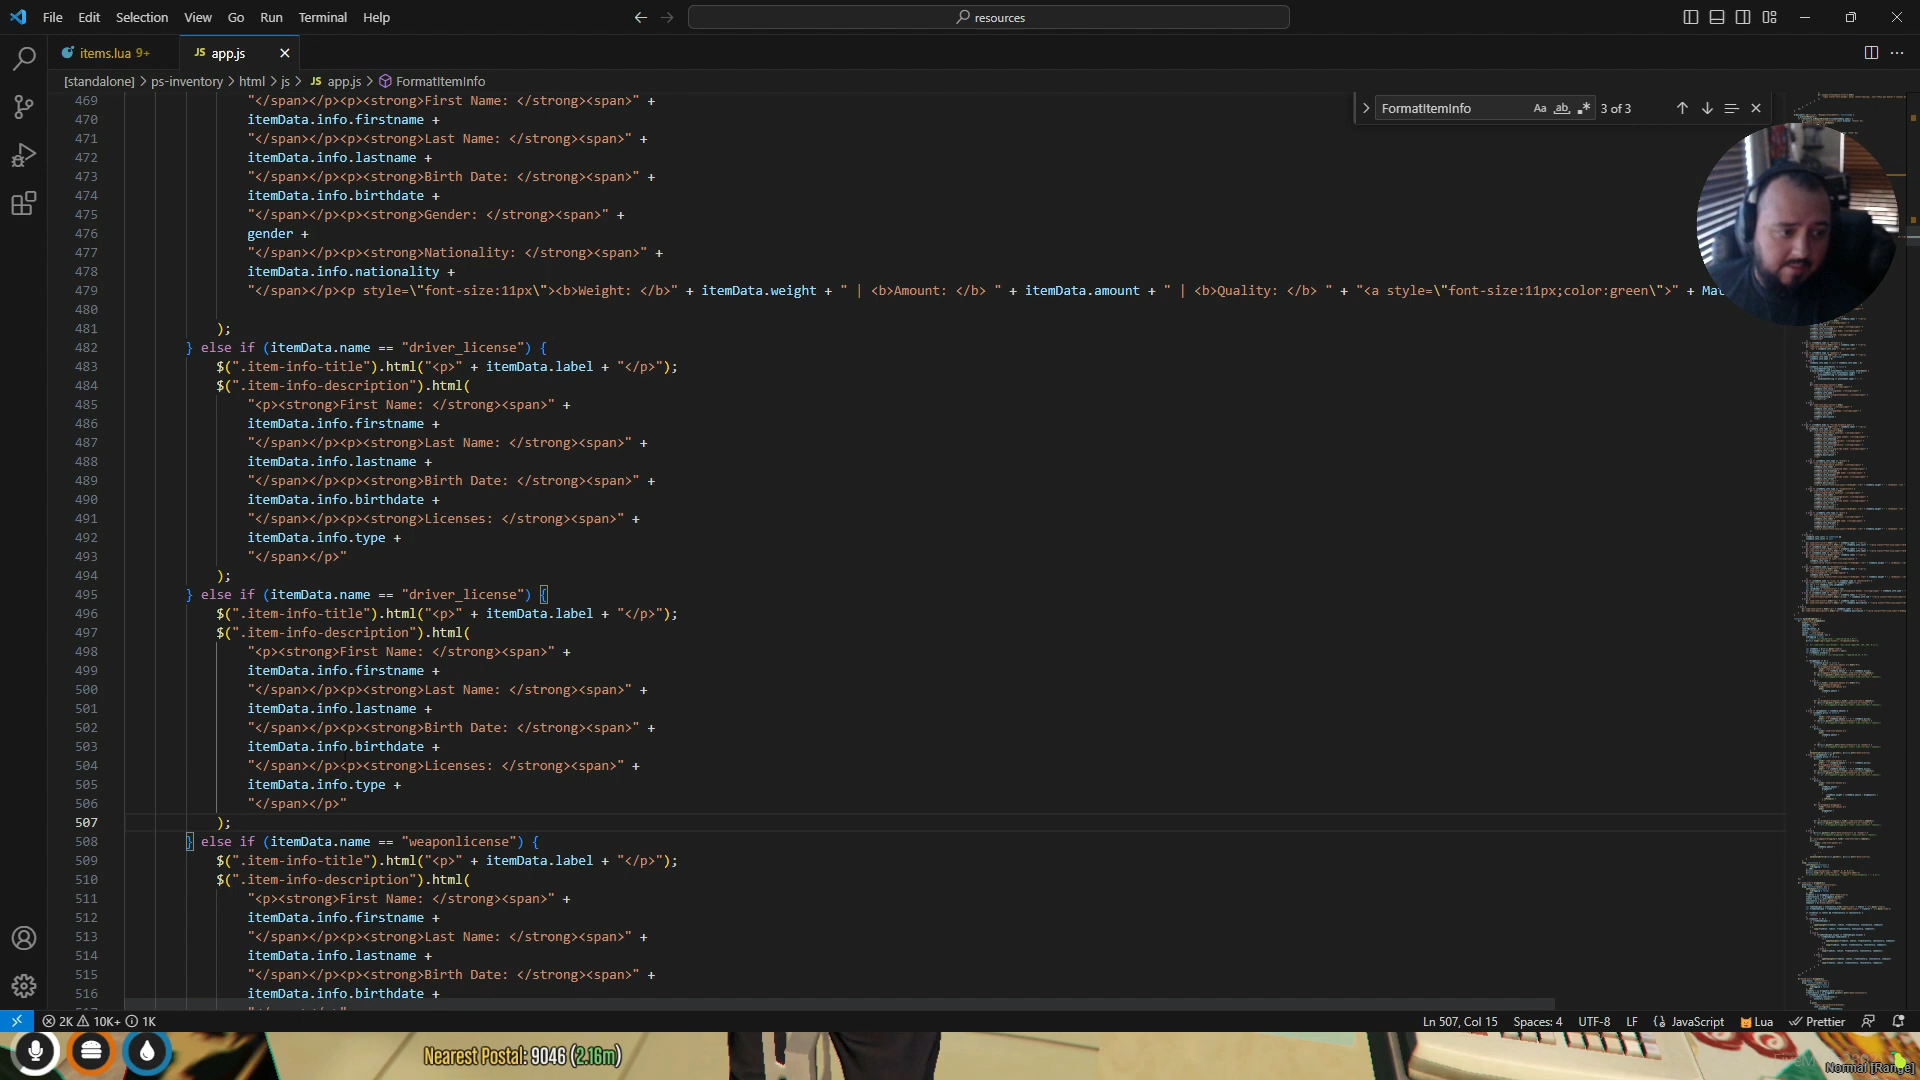 File Edit Selection View Go Run Terminal Help
resources
items.lua 9+
JS app.js
[standalone] > ps-inventory > html > js > JS app.js > FormatItemInfo
FormatItemInfo
Aa ab 3 of 3
469 "</span></p><p><strong>First Name: </strong><span>" +
470 itemData.info.firstname +
471 "</span></p><p><strong>Last Name: </strong><span>" +
472 itemData.info.lastname +
473 "</span></p><p><strong>Birth Date: </strong><span>" +
474 itemData.info.birthdate +
475 "</span></p><p><strong>Gender: </strong><span>" +
476 gender +
477 "</span></p><p><strong>Nationality: </strong><span>" +
478 itemData.info.nationality +
479 "</span></p><p style=\"font-size:11px\"><b>Weight: </b>" + itemData.weight + " | <b>Amount: </b> " + itemData.amount + " | <b>Quality: </b> " + "<a style=\"font-size:11px;color:green\">" + Mat
480
481 );
482 } else if (itemData.name == "driver_license") {
483 $(".item-info-title").html("<p>" + itemData.label + "</p>");
484 $(".item-info-description").html(
485 "<p><strong>First Name: </strong><span>" +
486 itemData.info.firstname +
487 "</span></p><p><strong>Last Name: </strong><span>" +
488 itemData.info.lastname +
489 "</span></p><p><strong>Birth Date: </strong><span>" +
490 itemData.info.birthdate +
491 "</span></p><p><strong>Licenses: </strong><span>" +
492 itemData.info.type +
493 "</span></p>"
494 );
495 } else if (itemData.name == "driver_license") {
496 $(".item-info-title").html("<p>" + itemData.label + "</p>");
497 $(".item-info-description").html(
498 "<p><strong>First Name: </strong><span>" +
499 itemData.info.firstname +
500 "</span></p><p><strong>Last Name: </strong><span>" +
501 itemData.info.lastname +
502 "</span></p><p><strong>Birth Date: </strong><span>" +
503 itemData.info.birthdate +
504 "</span></p><p><strong>Licenses: </strong><span>" +
505 itemData.info.type +
506 "</span></p>"
507 );
508 } else if (itemData.name == "weaponlicense") {
509 $(".item-info-title").html("<p>" + itemData.label + "</p>");
510 $(".item-info-description").html(
511 "<p><strong>First Name: </strong><span>" +
512 itemData.info.firstname +
513 "</span></p><p><strong>Last Name: </strong><span>" +
514 itemData.info.lastname +
515 "</span></p><p><strong>Birth Date: </strong><span>" +
516 itemData.info.birthdate +
2K 10K+ 1K
Ln 507, Col 15 Spaces: 4 UTF-8 LF {} JavaScript Lua Prettier
Nearest Postal: 9046 (2.16m)
Normal [Range]